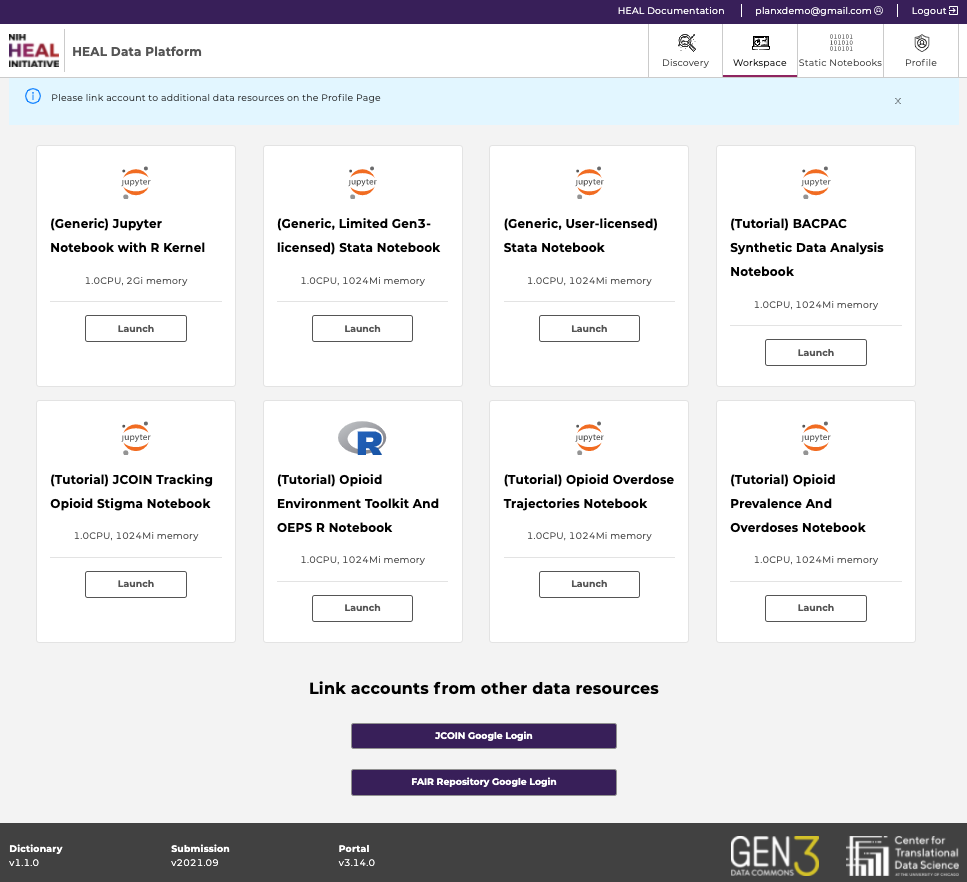 HEAL Documentation
planxdemo@gmail.com
Logout
NIH
HEAL
INITIATIVE
HEAL Data Platform
Discovery
Workspace
010101
101010
010101
Static Notebooks
Profile
Please link account to additional data resources on the Profile Page
x
jupyter
(Generic) Jupyter
Notebook with R Kernel
1.0CPU, 2Gi memory
Launch
jupyter
(Generic, Limited Gen3-
licensed) Stata Notebook
1.0CPU, 1024Mi memory
Launch
jupyter
(Generic, User-licensed)
Stata Notebook
1.0CPU, 1024Mi memory
Launch
jupyter
(Tutorial) BACPAC
Synthetic Data Analysis
Notebook
1.0CPU, 1024Mi memory
Launch
jupyter
(Tutorial) JCOIN Tracking
Opioid Stigma Notebook
1.0CPU, 1024Mi memory
Launch
R
(Tutorial) Opioid
Environment Toolkit And
OEPS R Notebook
1.0CPU, 1024Mi memory
Launch
jupyter
(Tutorial) Opioid Overdose
Trajectories Notebook
1.0CPU, 1024Mi memory
Launch
jupyter
(Tutorial) Opioid
Prevalence And
Overdoses Notebook
1.0CPU, 1024Mi memory
Launch
Link accounts from other data resources
JCOIN Google Login
FAIR Repository Google Login
Dictionary
v1.1.0
Submission
v2021.09
Portal
v3.14.0
GEN3
DATA COMMONS
Center for
Translational
Data Science
AT THE UNIVERSITY OF CHICAGO